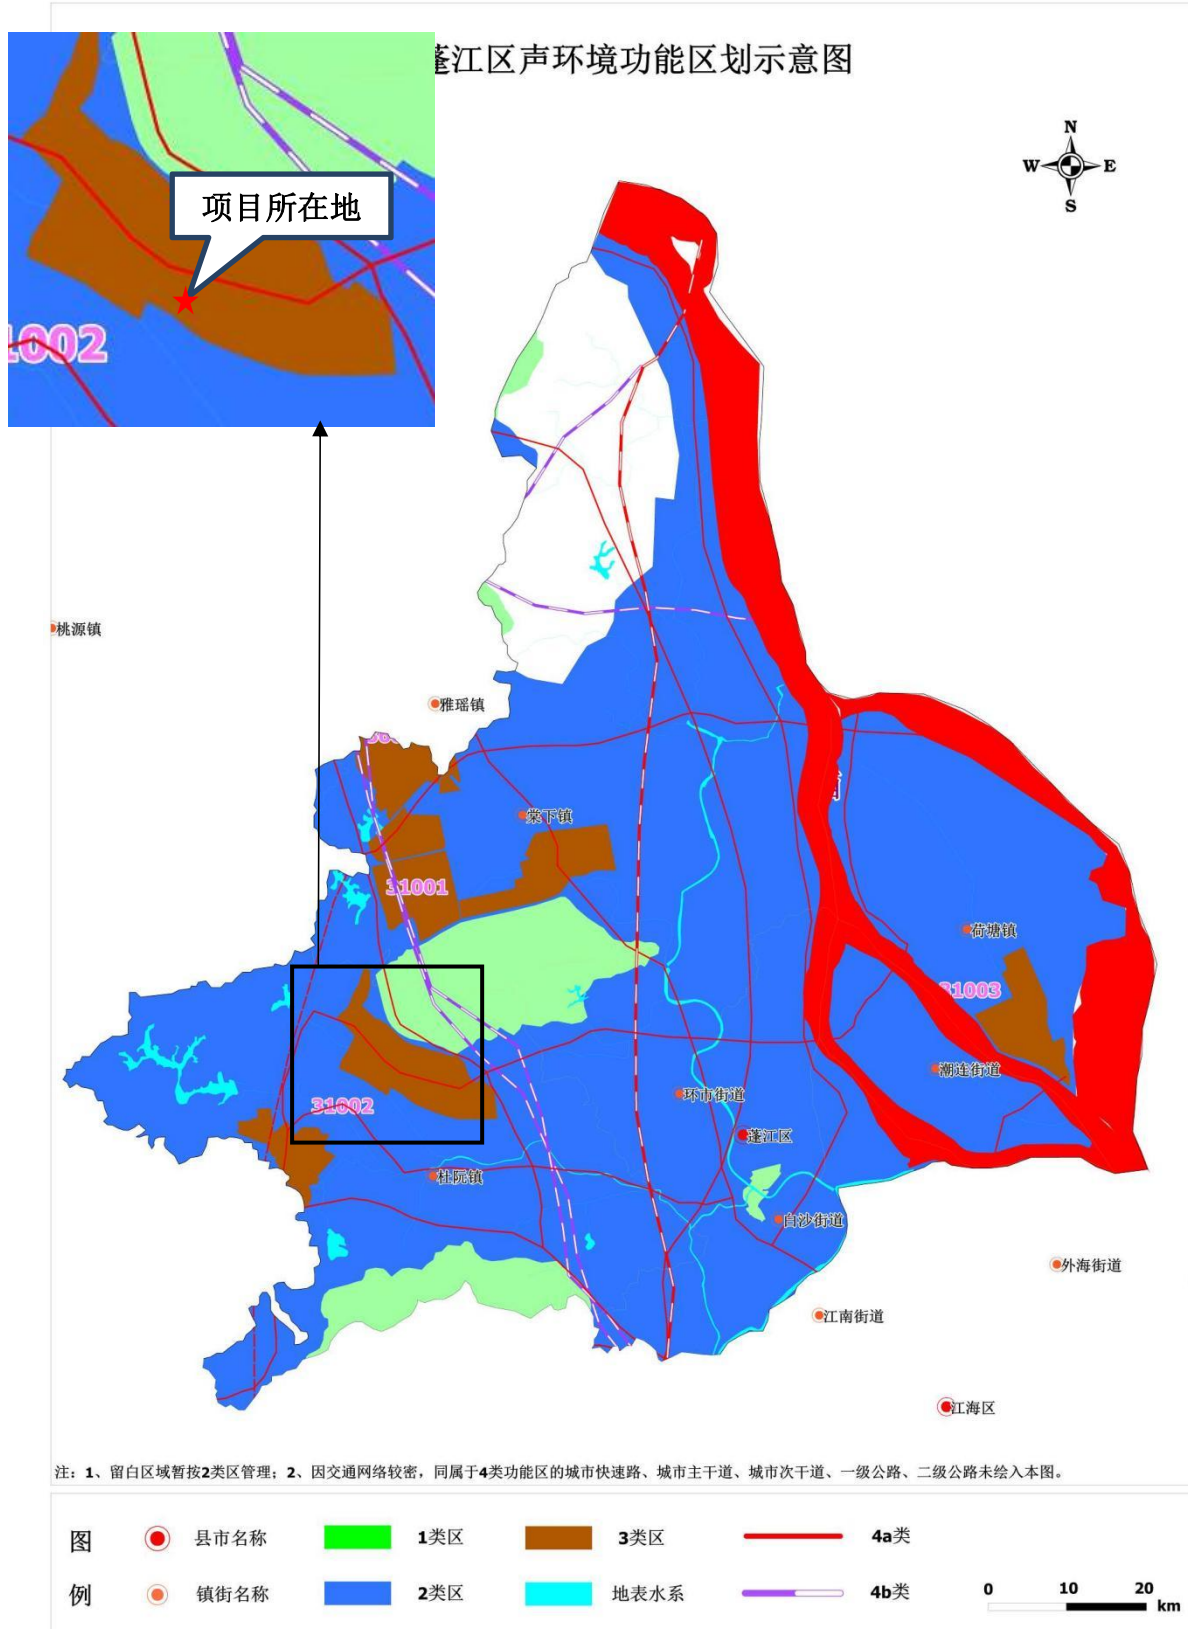 蓬江区声环境功能区划示意图
项目所在地
1002
N
W
E
S
桃源镇
雅瑶镇
棠下镇
31001
荷塘镇
31003
潮连街道
31002
环市街道
蓬江区
杜阮镇
白沙街道
外海街道
江南街道
江海区
注：1、留白区域暂按2类区管理；2、因交通网络较密，同属于4类功能区的城市快速路、城市主干道、城市次干道、一级公路、二级公路未绘入本图。
图 县市名称 1类区 3类区 4a类
例 镇街名称 2类区 地表水系 4b类
0 10 20
km